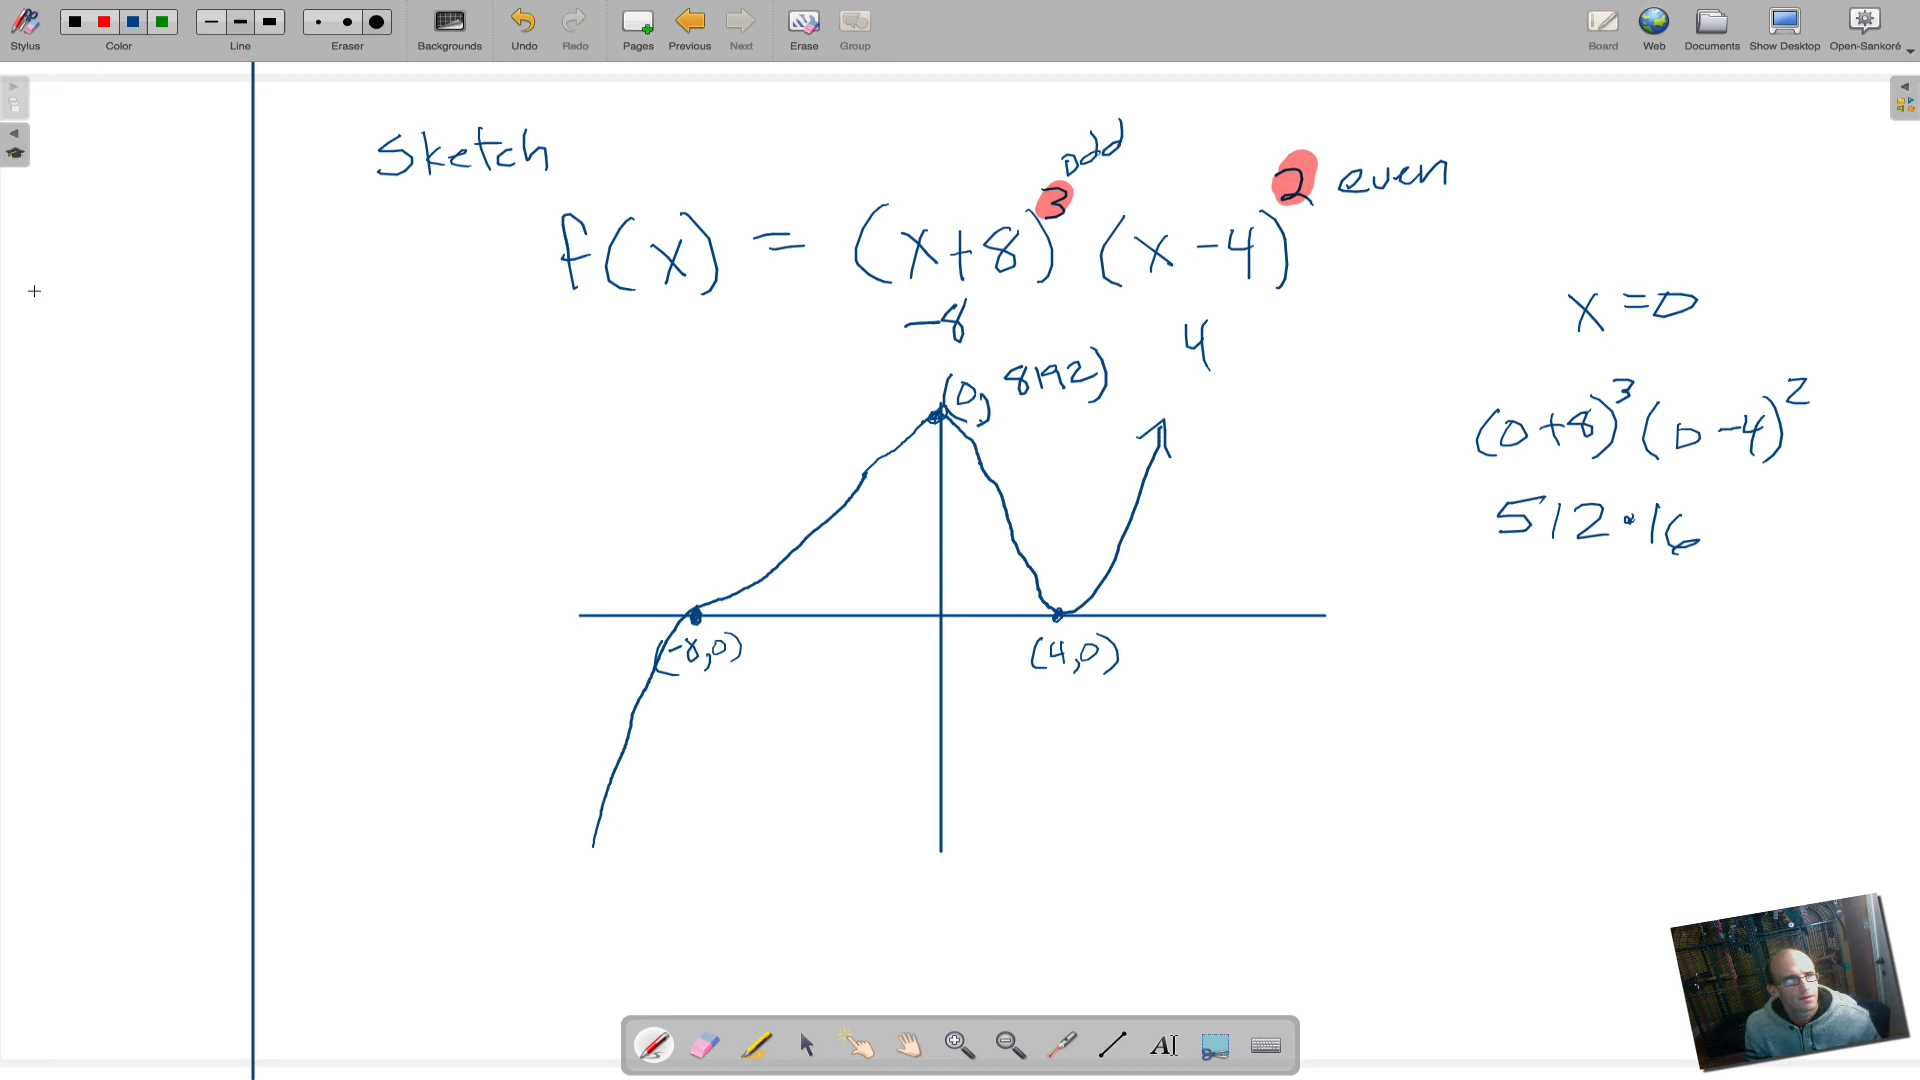 Stylus Color Line Eraser Backgrounds Undo Redo Pages Previous Next Erase Group Board Web Documents Show Desktop Open-Sankoré
Sketch
odd
even
f(x) = (x+8)^3 (x-4)^2
-8
4
x=0
(0, 8192)
(0+8)^3 (0-4)^2
512•16
(-8,0)
(4,0)
AI